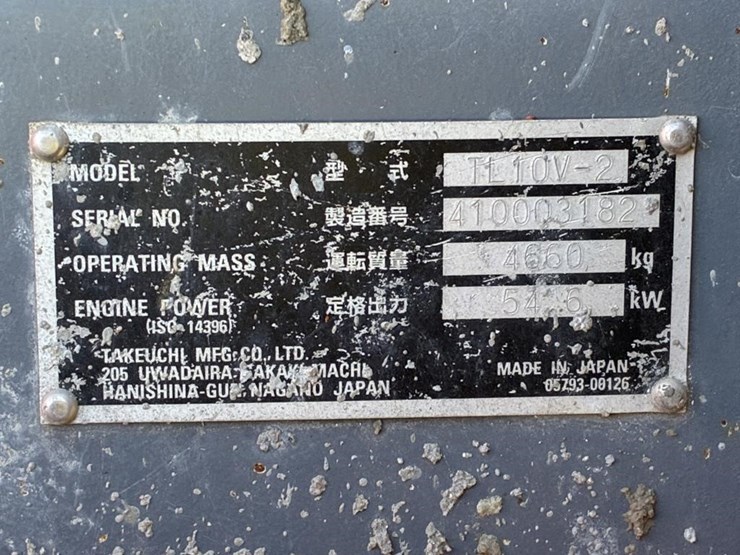 MODEL 型 式 TL10V-2
SERIAL NO. 製造番号 410003182
OPERATING MASS 運転質量 4660 kg
ENGINE POWER 定格出力 54.6 kW
(ISO 14396)
TAKEUCHI MFG.CO.,LTD.
205 UWADAIRA SAKAKI-MACHI MADE IN JAPAN
HANISHINA-GUN NAGANO JAPAN 05793-00126